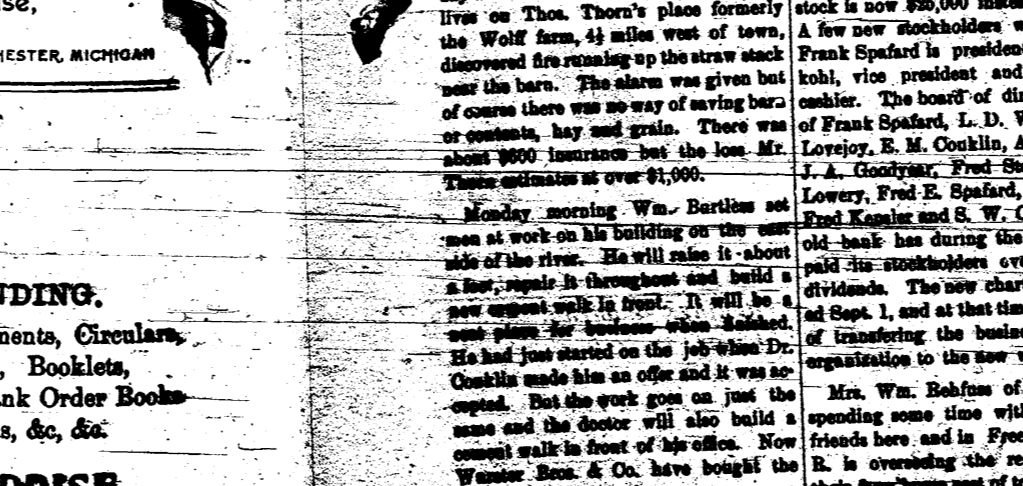 HESTER, MICHIGAN
NDING.
ments, Circulars,
, Booklets,
nk Order Books
s, &c, &c.
lives on Thos. Thorn's place formerly
the Wolff farm, 4½ miles west of town,
discovered fire running up the straw stack
near the barn. The alarm was given but
of course there was no way of saving barn
or contents, hay and grain. There was
about $600 insurance but the loss Mr.
Thorn estimates at over $1,000.
Monday morning Wm. Bartless set
men at work on his building on the east
side of the river. He will raise it about
a foot, repair it throughout and build a
new cement walk in front. It will be a
neat place for business when finished.
He had just started on the job when Dr.
Conklin made him an offer and it was ac-
cepted. But the work goes on just the
same and the doctor will also build a
cement walk in front of his office. Now
Bros. & Co. have bought the
stock is now $20,000
A few new stockholders
Frank Spafard is presiden
kohl, vice president and
cashier. The board of di
of Frank Spafard, L. D.
Lovejoy, E. M. Conklin, A
J. A. Goodyear, Fred
Lowery, Fred E. Spafard,
Fred Kensler and S. W.
old bank has during the
paid its stockholders ov
dividends. The new char
ed Sept. 1, and at that tim
of transfering the busine
organization to the new
Mrs. Wm. Rehfuss of
spending some time with
friends here and in Free
R. is overseeing the re